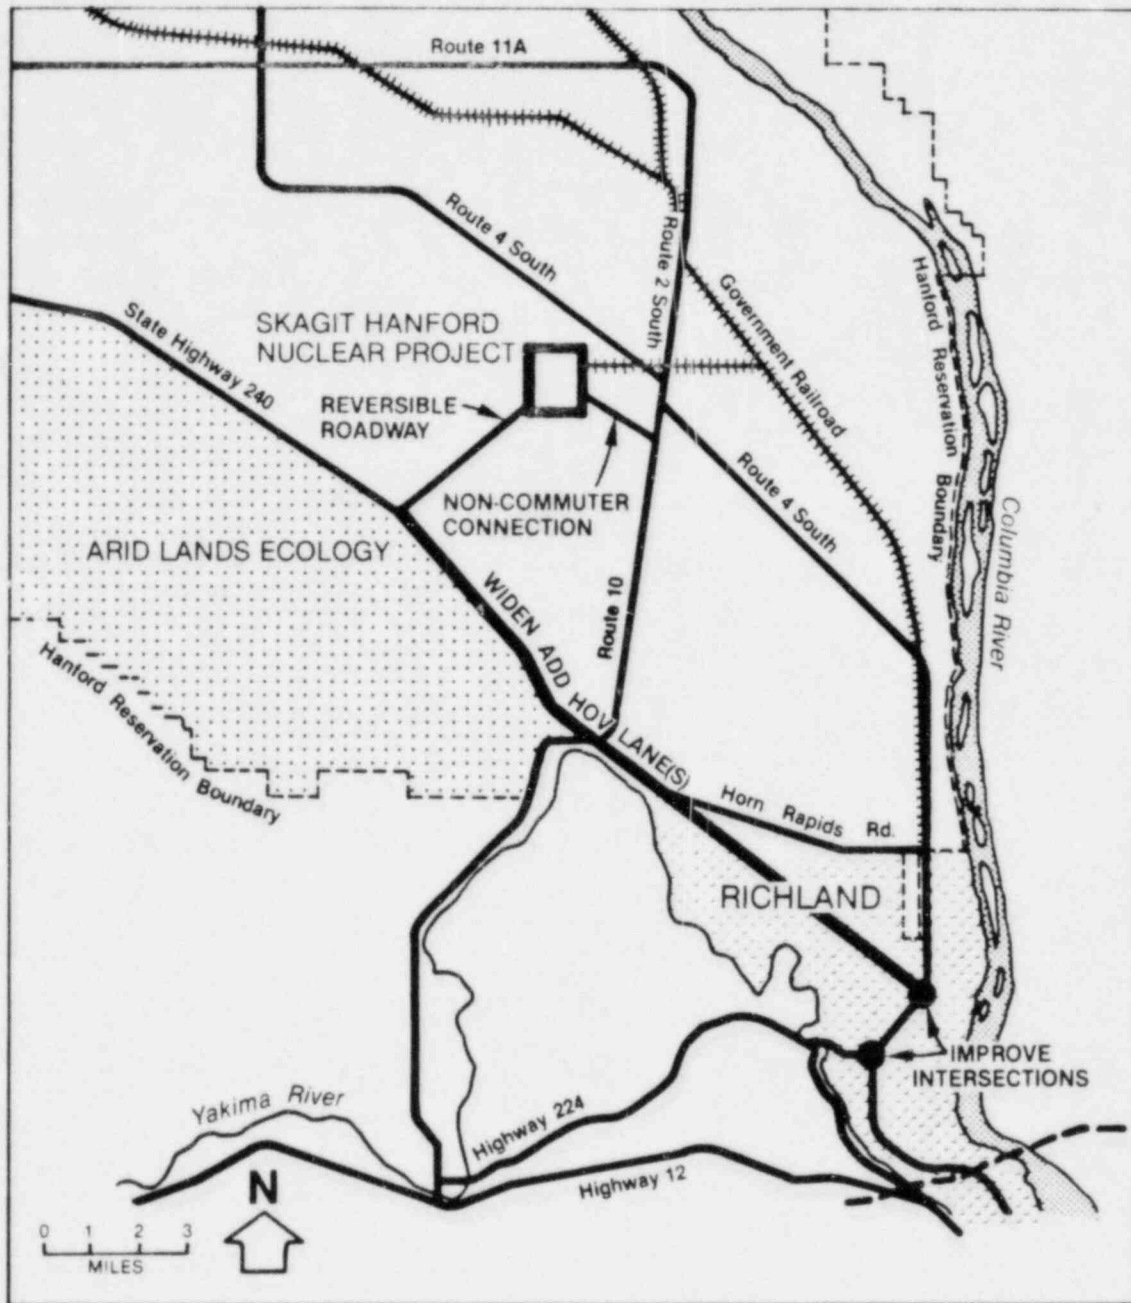 Route 11A
Route 4 South
Route 2 South
Government Railroad
Hanford Reservation Boundary
State Highway 240
SKAGIT HANFORD
NUCLEAR PROJECT
REVERSIBLE
ROADWAY
NON-COMMUTER
CONNECTION
Route 4 South
Columbia River
ARID LANDS ECOLOGY
WIDEN ADD HOV LANE(S)
Route 10
Hanford Reservation Boundary
Horn Rapids Rd.
RICHLAND
IMPROVE
INTERSECTIONS
Yakima River
Highway 224
Highway 12
N
0 1 2 3
MILES